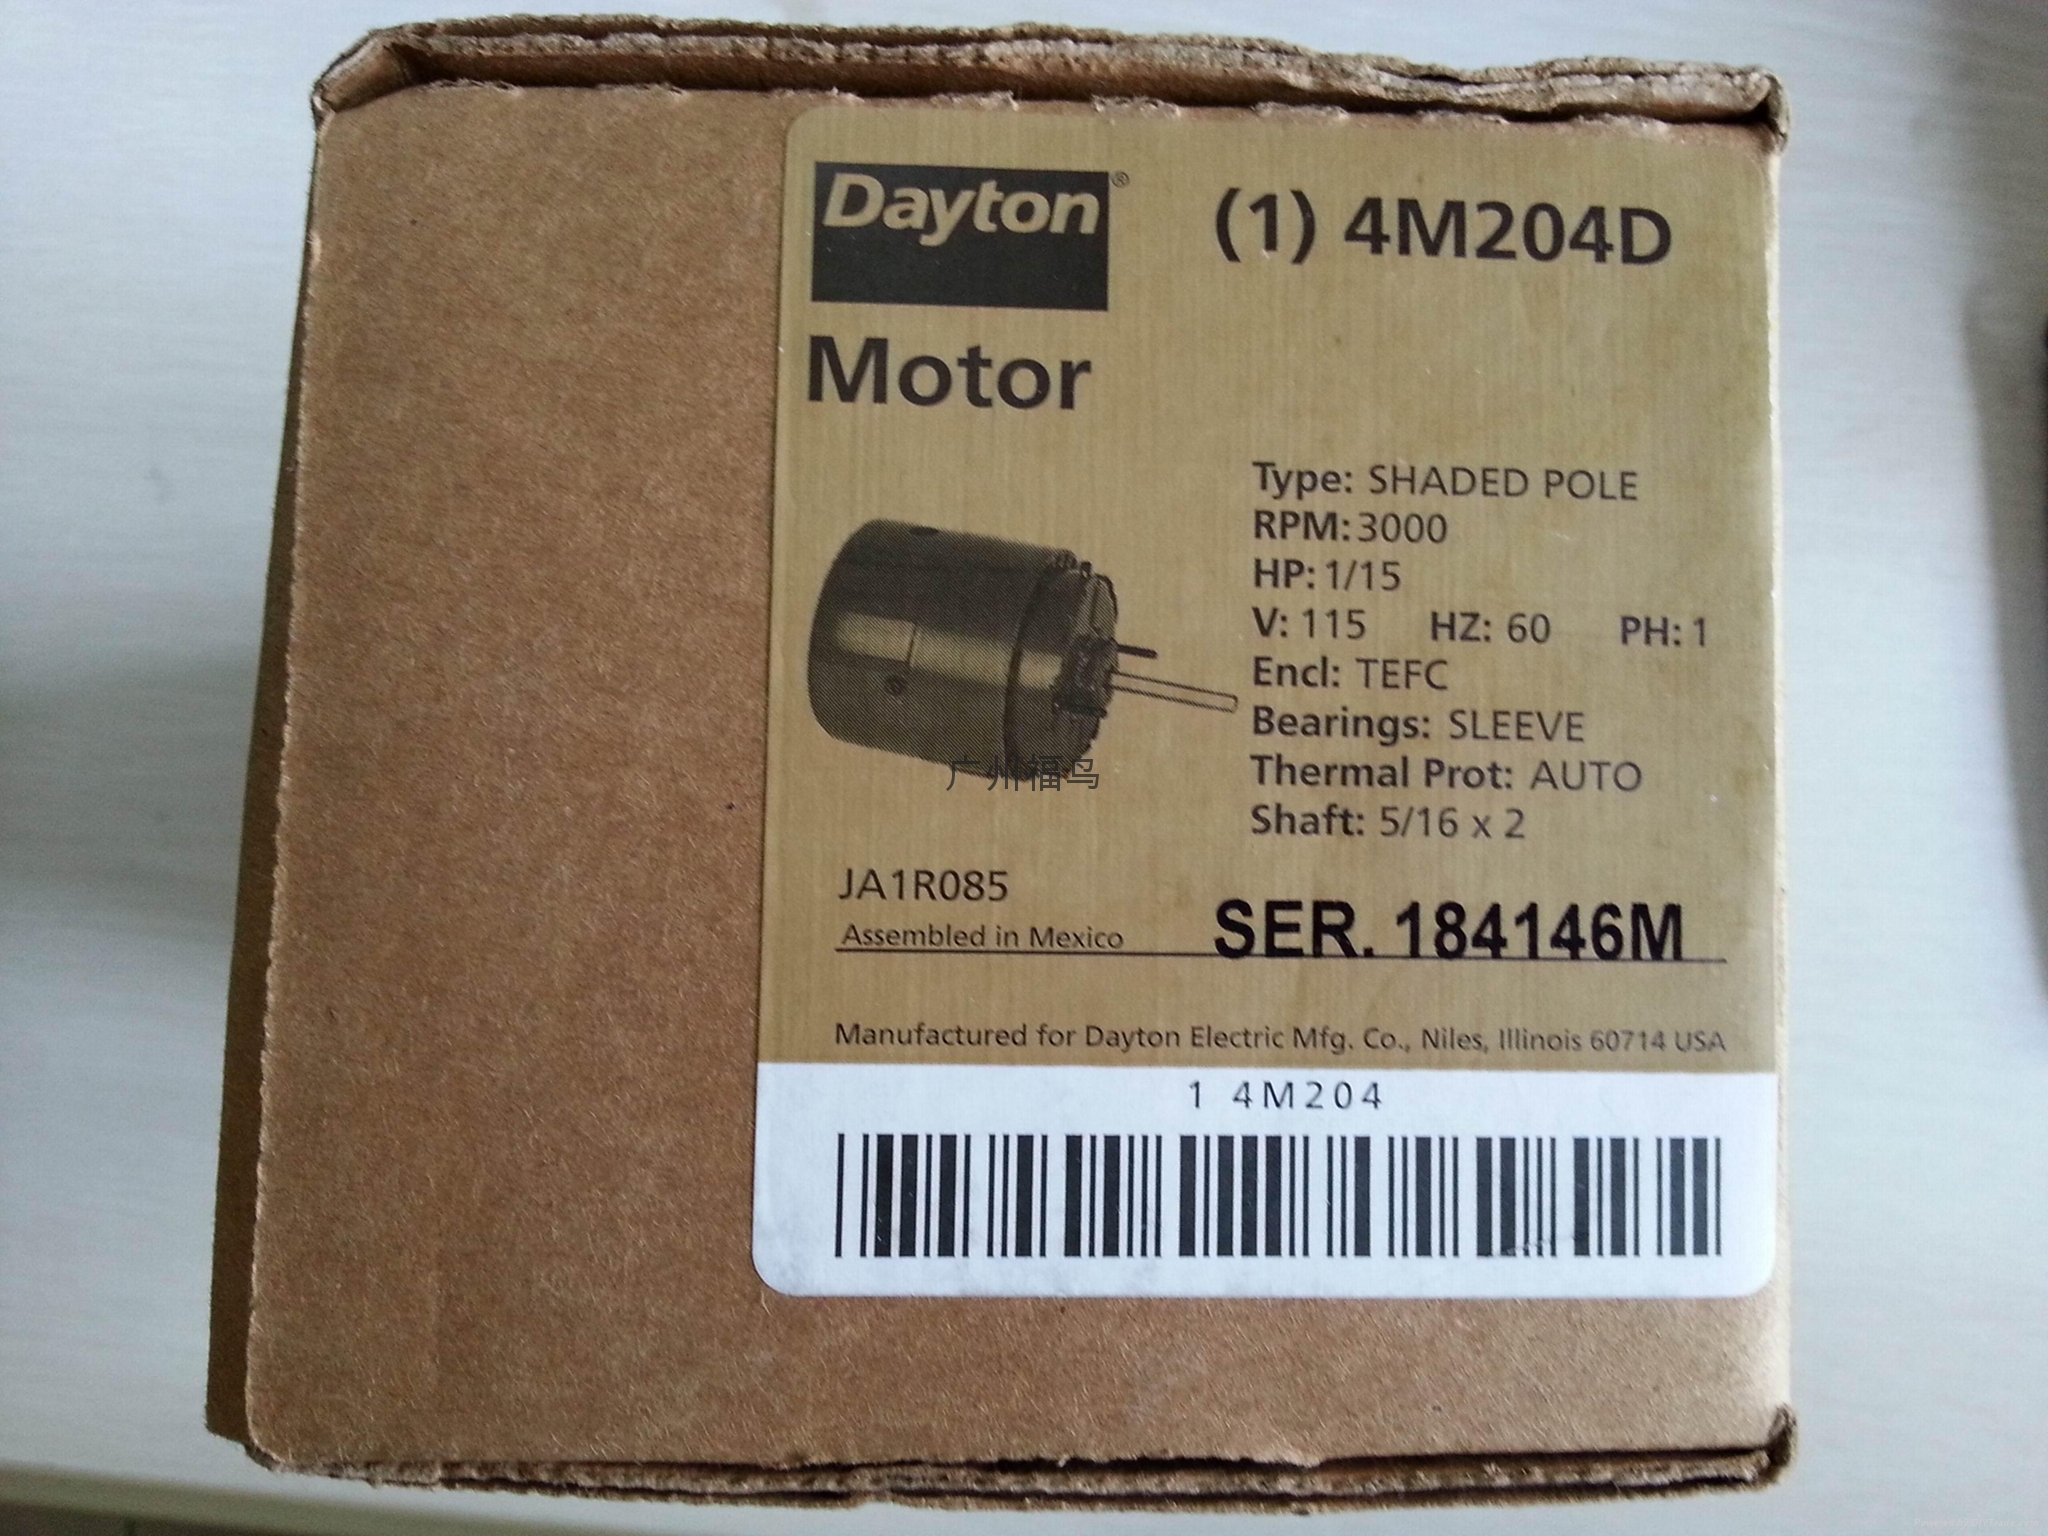 Dayton®
(1) 4M204D
Motor
Type: SHADED POLE
RPM: 3000
HP: 1/15
V: 115 HZ: 60 PH: 1
Encl: TEFC
Bearings: SLEEVE
Thermal Prot: AUTO
Shaft: 5/16 x 2
广州福鸟
JA1R085
Assembled in Mexico
SER. 184146M
Manufactured for Dayton Electric Mfg. Co., Niles, Illinois 60714 USA
1 4M204